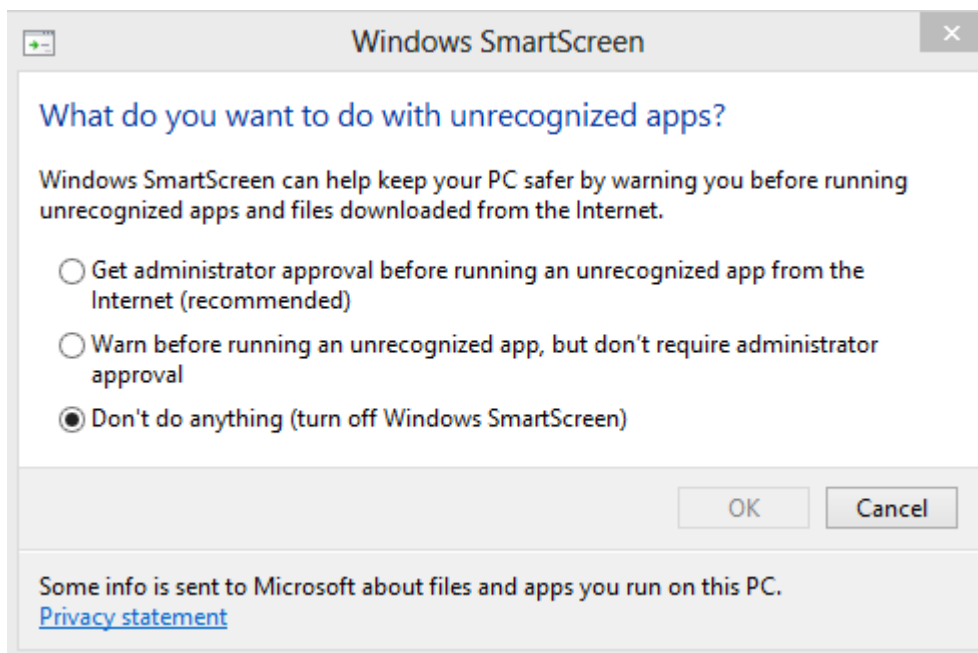 Windows SmartScreen
What do you want to do with unrecognized apps?
Windows SmartScreen can help keep your PC safer by warning you before running
unrecognized apps and files downloaded from the Internet.
Get administrator approval before running an unrecognized app from the
Internet (recommended)
Warn before running an unrecognized app, but don't require administrator
approval
Don't do anything (turn off Windows SmartScreen)
OK
Cancel
Some info is sent to Microsoft about files and apps you run on this PC.
Privacy statement